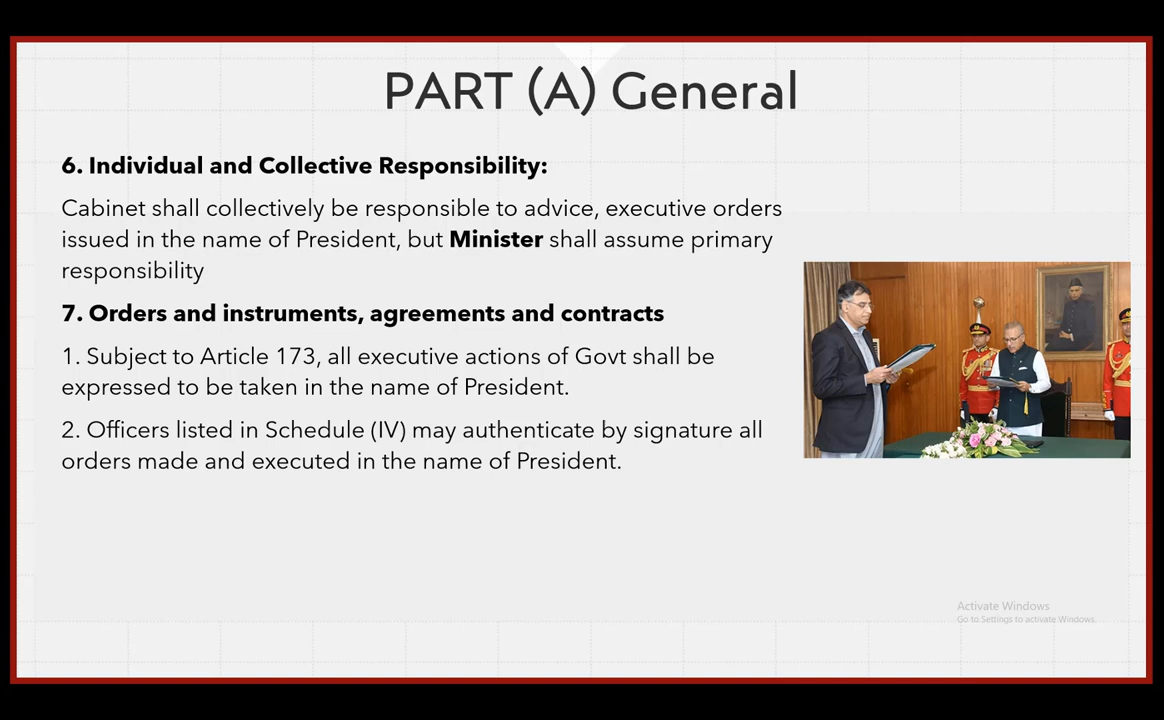 PART (A) General
6. Individual and Collective Responsibility:
Cabinet shall collectively be responsible to advice, executive orders
issued in the name of President, but Minister shall assume primary
responsibility
7. Orders and instruments, agreements and contracts
1. Subject to Article 173, all executive actions of Govt shall be
expressed to be taken in the name of President.
2. Officers listed in Schedule (IV) may authenticate by signature all
orders made and executed in the name of President.
Activate Windows
Go to Settings to activate Windows.